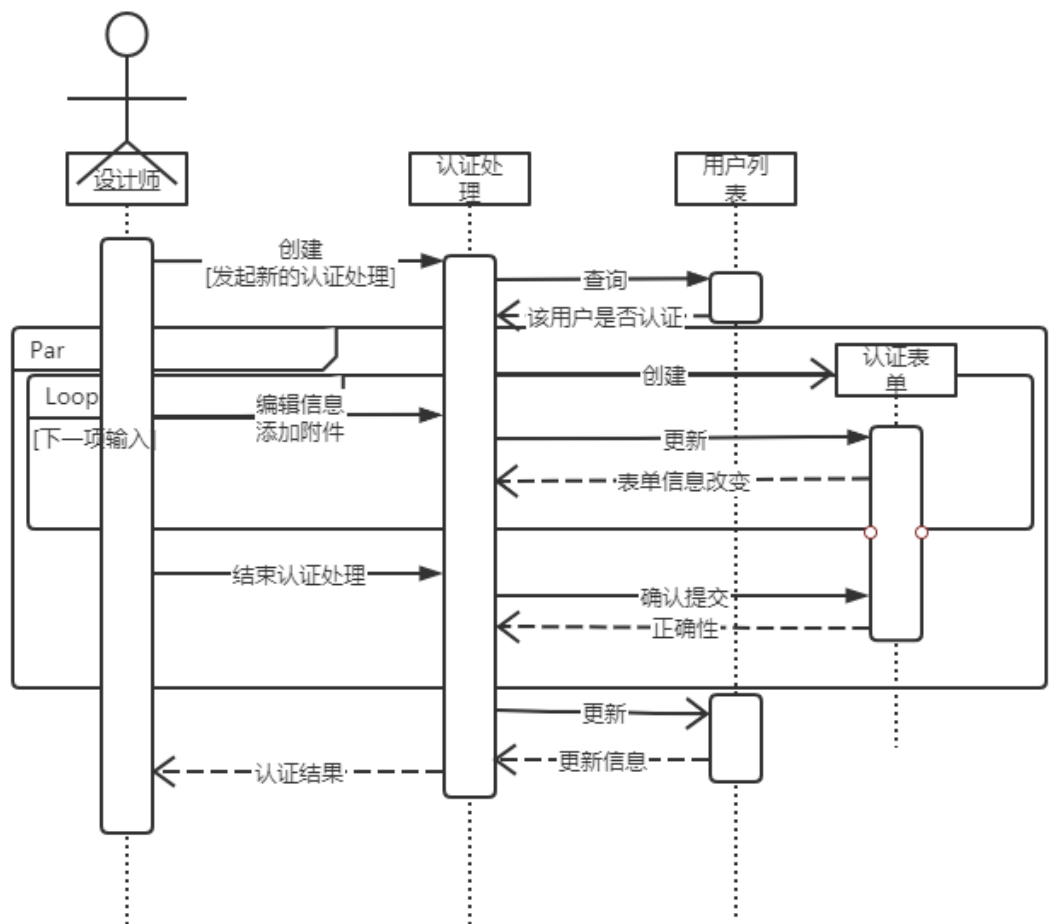 设计师
认证处
理
用户列
表
创建
[发起新的认证处理]
查询
该用户是否认证
Par
认证表
单
创建
Loop
编辑信息
添加附件
[下一项输入]
更新
表单信息改变
结束认证处理
确认提交
正确性
更新
更新信息
认证结果